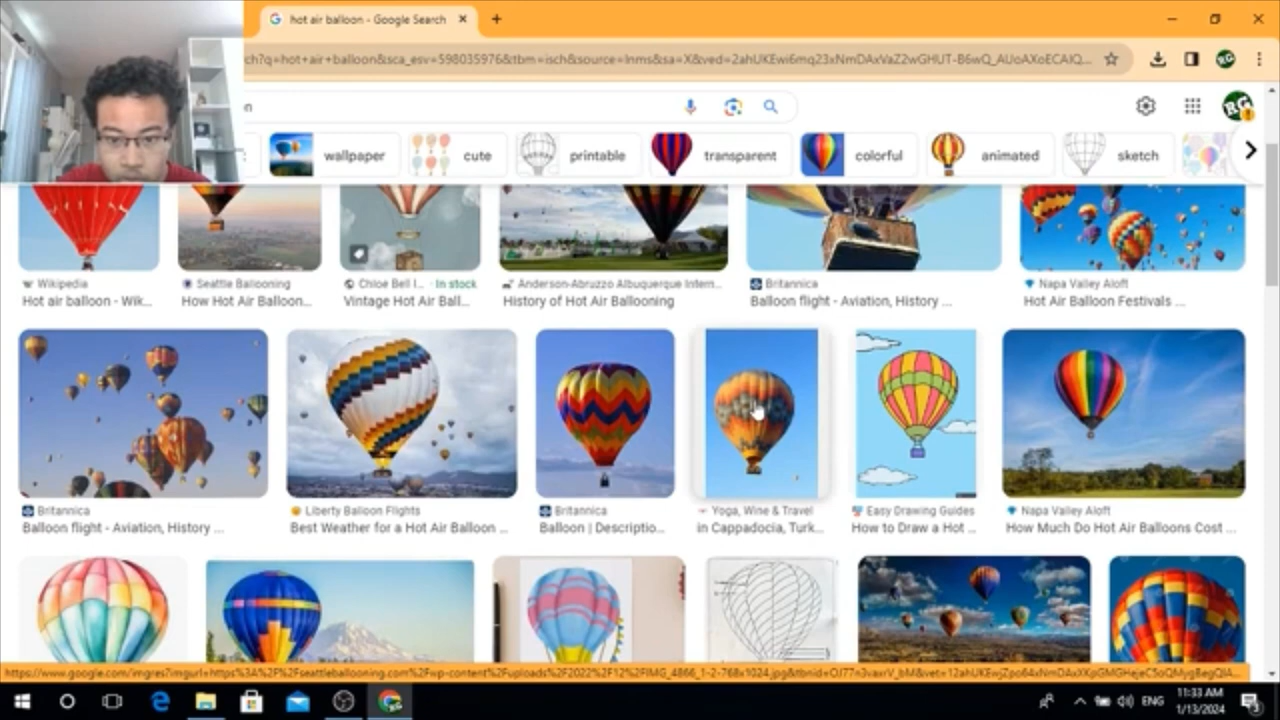 hot air balloon - Google Search
ch?q=hot+air+balloon&sca_esv=598035976&tbm=isch&source=lnms&sa=X&ved=2ahUKEwi6mq23xNmDAxVaZ2wGHUT-B6wQ_AUoAXoECAIQ...
RG
n
RG
wallpaper
cute
printable
transparent
colorful
animated
sketch
Wikipedia
Hot air balloon - Wik...
Seattle Ballooning
How Hot Air Balloon...
Chloe Bell I... · In stock
Vintage Hot Air Ball...
Anderson-Abruzzo Albuquerque Intern...
History of Hot Air Ballooning
Britannica
Balloon flight - Aviation, History ...
Napa Valley Aloft
Hot Air Balloon Festivals ...
Britannica
Balloon flight - Aviation, History ...
Liberty Balloon Flights
Best Weather for a Hot Air Balloon ...
Britannica
Balloon | Descriptio...
Yoga, Wine & Travel
in Cappadocia, Turk...
Easy Drawing Guides
How to Draw a Hot ...
Napa Valley Aloft
How Much Do Hot Air Balloons Cost ...
ENG
11:33 AM
1/13/2024